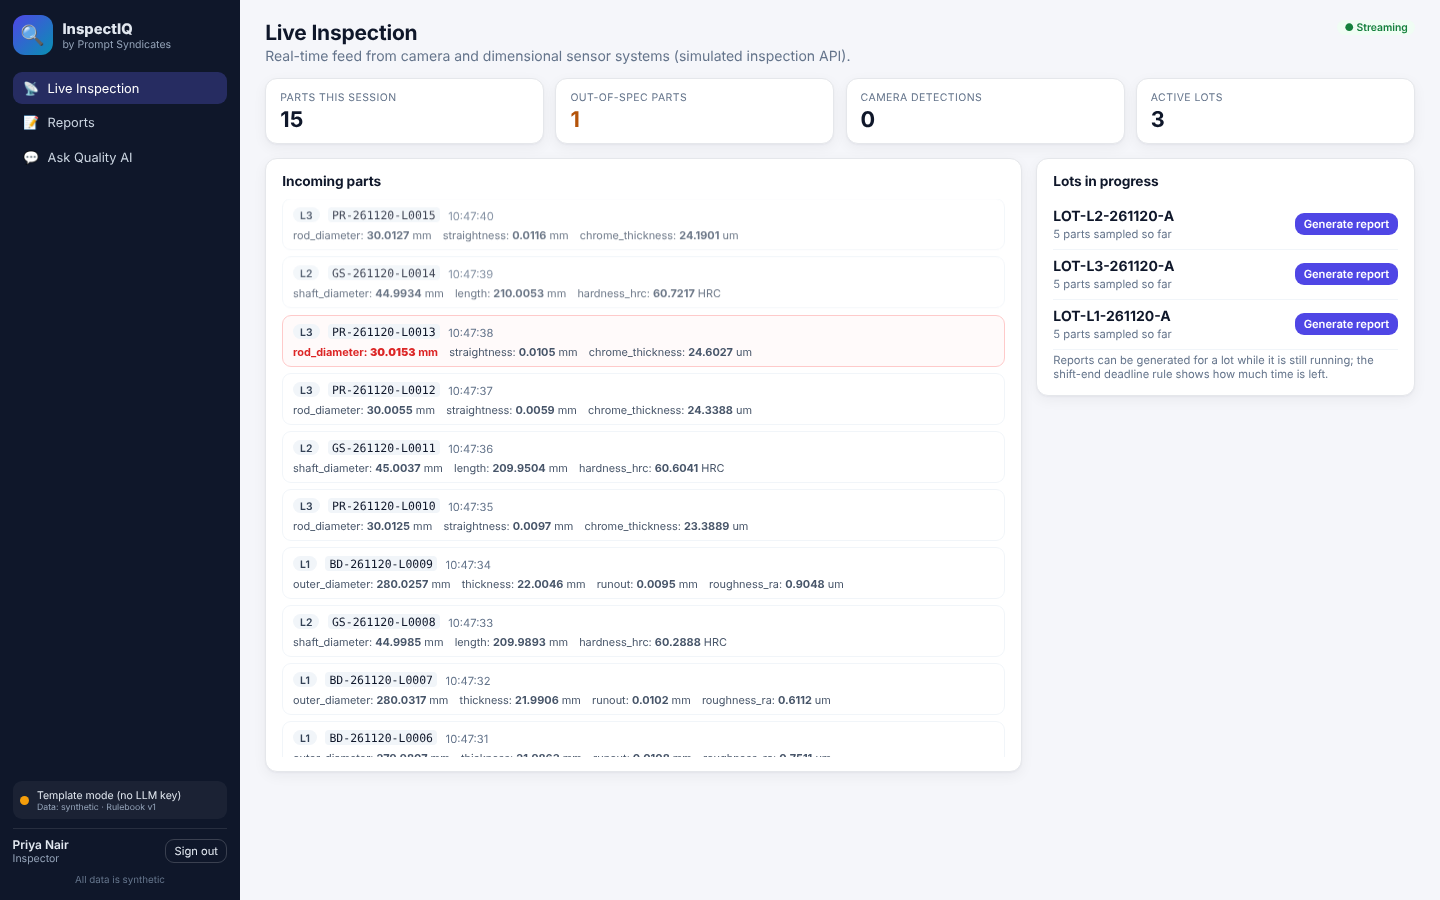 InspectIQ
by Prompt Syndicates
Live Inspection
Reports
Ask Quality AI
Template mode (no LLM key)
Data: synthetic · Rulebook v1
Priya Nair
Inspector
Sign out
All data is synthetic
Live Inspection
Streaming
Real-time feed from camera and dimensional sensor systems (simulated inspection API).
PARTS THIS SESSION
15
OUT-OF-SPEC PARTS
1
CAMERA DETECTIONS
0
ACTIVE LOTS
3
Incoming parts
L3 PR-261120-L0015 10:47:40
rod_diameter: 30.0127 mm straightness: 0.0116 mm chrome_thickness: 24.1901 um
L2 GS-261120-L0014 10:47:39
shaft_diameter: 44.9934 mm length: 210.0053 mm hardness_hrc: 60.7217 HRC
L3 PR-261120-L0013 10:47:38
rod_diameter: 30.0153 mm straightness: 0.0105 mm chrome_thickness: 24.6027 um
L3 PR-261120-L0012 10:47:37
rod_diameter: 30.0055 mm straightness: 0.0059 mm chrome_thickness: 24.3388 um
L2 GS-261120-L0011 10:47:36
shaft_diameter: 45.0037 mm length: 209.9504 mm hardness_hrc: 60.6041 HRC
L3 PR-261120-L0010 10:47:35
rod_diameter: 30.0125 mm straightness: 0.0097 mm chrome_thickness: 23.3889 um
L1 BD-261120-L0009 10:47:34
outer_diameter: 280.0257 mm thickness: 22.0046 mm runout: 0.0095 mm roughness_ra: 0.9048 um
L2 GS-261120-L0008 10:47:33
shaft_diameter: 44.9985 mm length: 209.9893 mm hardness_hrc: 60.2888 HRC
L1 BD-261120-L0007 10:47:32
outer_diameter: 280.0317 mm thickness: 21.9906 mm runout: 0.0102 mm roughness_ra: 0.6112 um
L1 BD-261120-L0006 10:47:31
Lots in progress
LOT-L2-261120-A
5 parts sampled so far
Generate report
LOT-L3-261120-A
5 parts sampled so far
Generate report
LOT-L1-261120-A
5 parts sampled so far
Generate report
Reports can be generated for a lot while it is still running; the
shift-end deadline rule shows how much time is left.